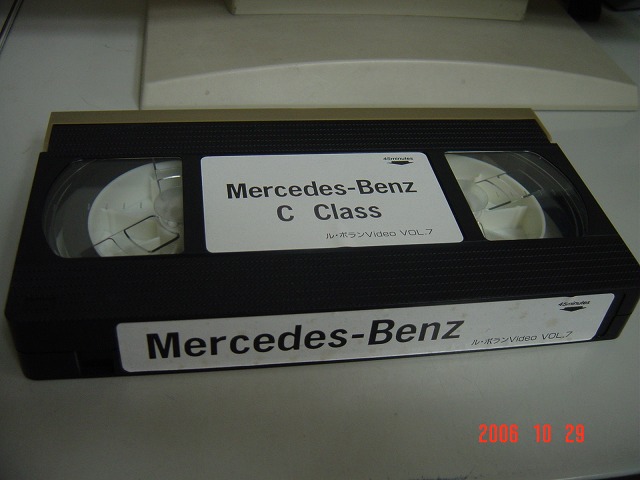 45minutes
Mercedes-Benz
C Class
ル・ボランVideo VOL.7
45minutes
Mercedes-Benz
ル・ボランVideo VOL.7
2006 10 29